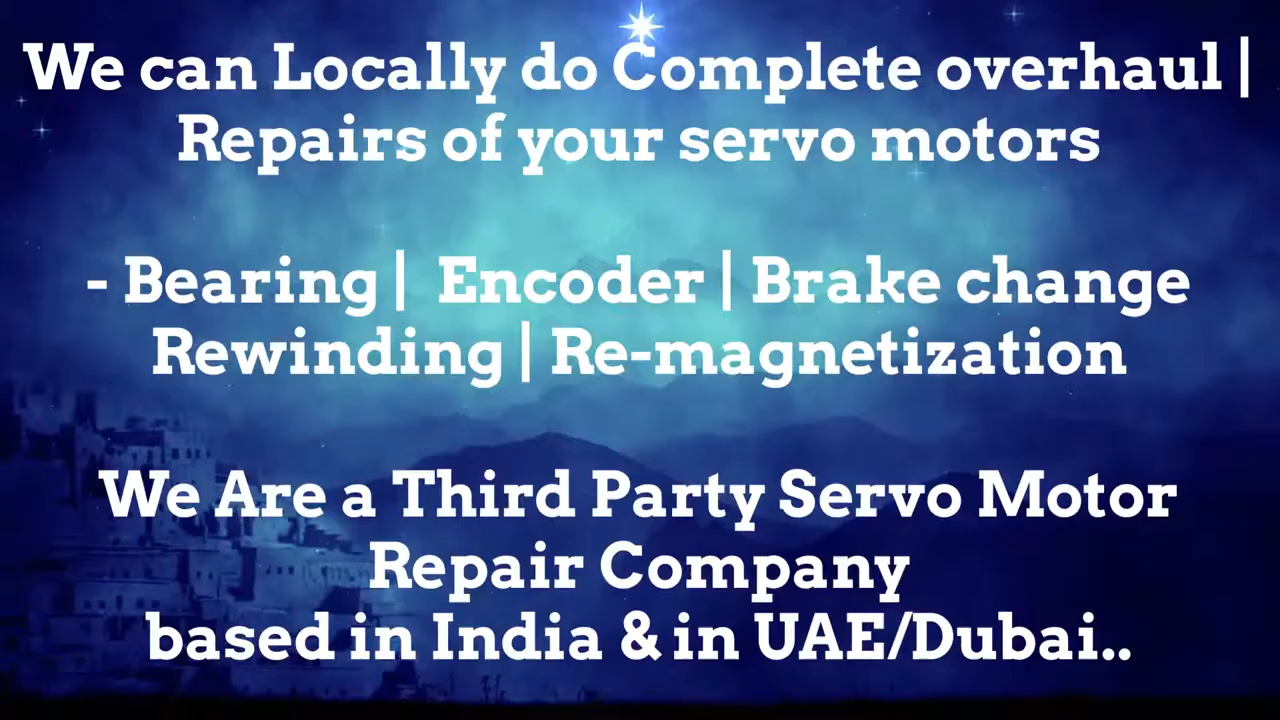 We can Locally do Complete overhaul |
Repairs of your servo motors
- Bearing | Encoder | Brake change
Rewinding | Re-magnetization
We Are a Third Party Servo Motor
Repair Company
based in India & in UAE/Dubai..